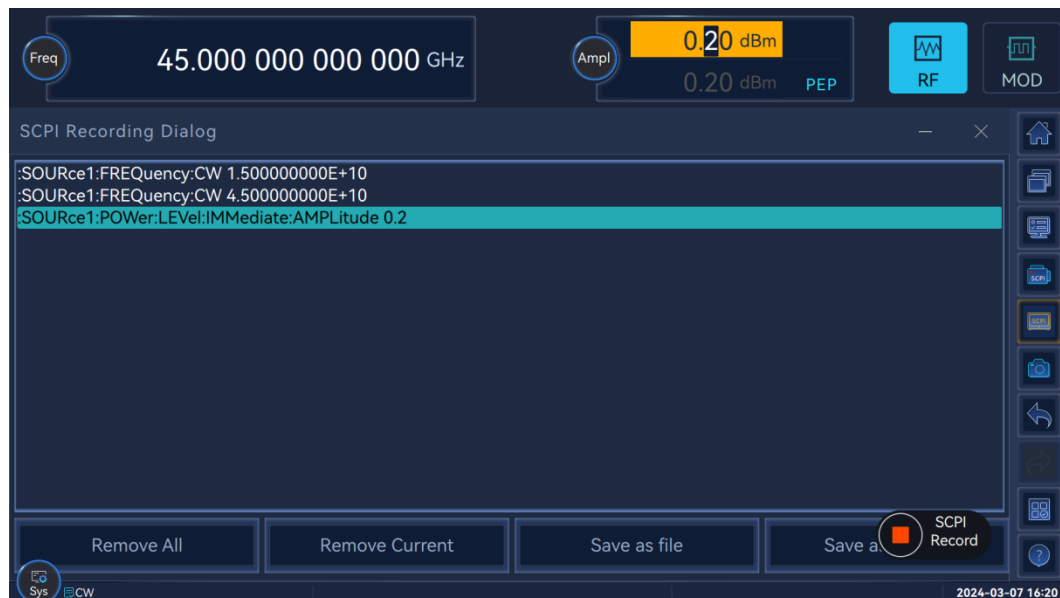 Freq
45.000 000 000 000 GHz
Ampl
0.20 dBm
0.20 dBm PEP
RF
MOD
SCPI Recording Dialog
:SOURce1:FREQuency:CW 1.500000000E+10
:SOURce1:FREQuency:CW 4.500000000E+10
:SOURce1:POWer:LEVel:IMMediate:AMPLitude 0.2
SCPI
SCPI
Remove All
Remove Current
Save as file
Save a
SCPI
Record
?
Sys
CW
2024-03-07 16:20